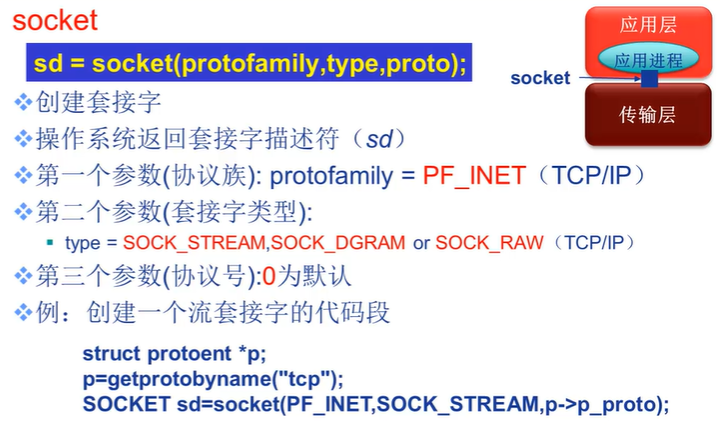 socket
sd = socket(protofamily,type,proto);
应用层
应用进程
socket
传输层
创建套接字
操作系统返回套接字描述符（sd）
第一个参数(协议族): protofamily = PF_INET（TCP/IP）
第二个参数(套接字类型):
type = SOCK_STREAM,SOCK_DGRAM or SOCK_RAW（TCP/IP）
第三个参数(协议号):0为默认
例：创建一个流套接字的代码段
struct protoent *p;
p=getprotobyname("tcp");
SOCKET sd=socket(PF_INET,SOCK_STREAM,p->p_proto);